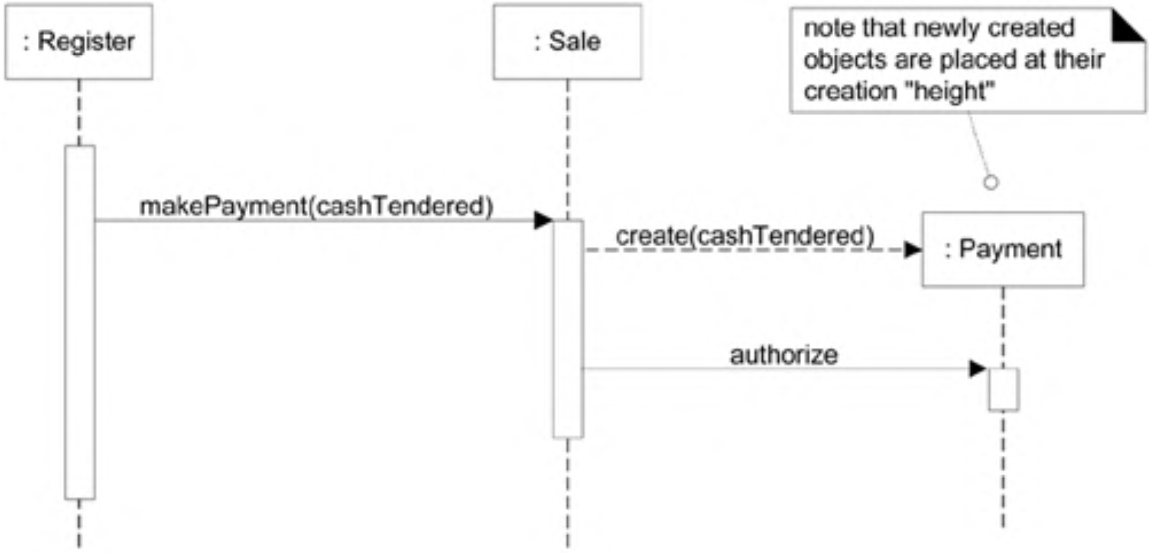 : Register
: Sale
note that newly created
objects are placed at their
creation "height"
makePayment(cashTendered)
create(cashTendered)
: Payment
authorize